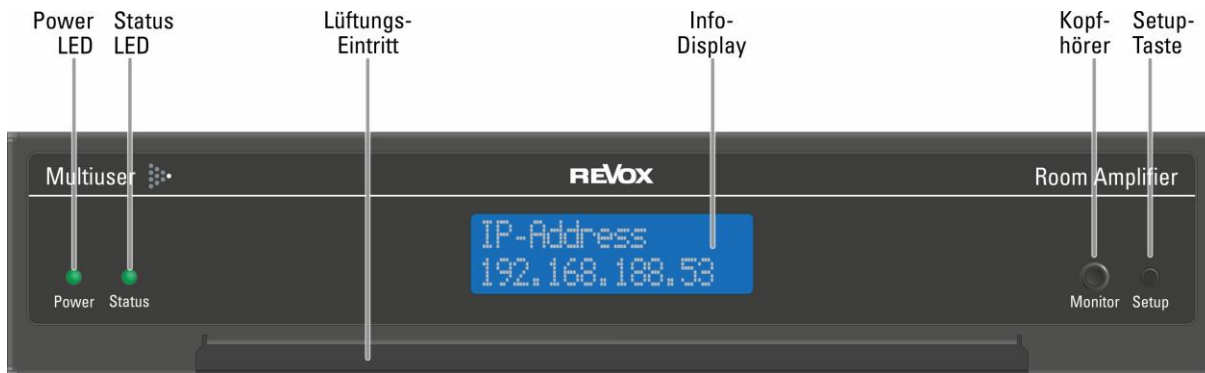 Power LED
Status LED
Lüftungs-
Eintritt
Info-
Display
Kopf-
hörer
Setup-
Taste
Multiuser
REVOX
Room Amplifier
IP-Address
192.168.188.53
Power
Status
Monitor
Setup